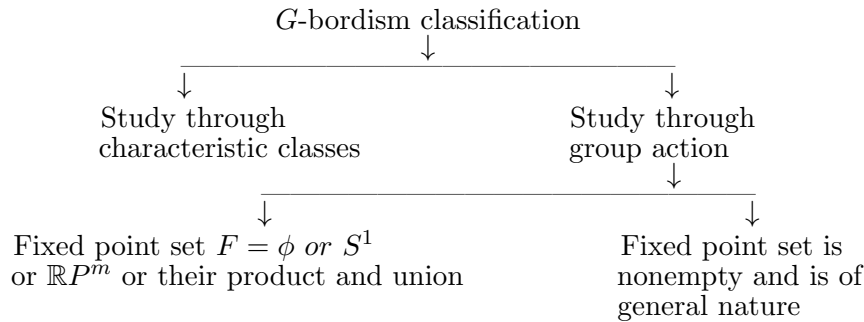 G-bordism classification
Study through
characteristic classes
Study through
group action
Fixed point set F = ϕ or S¹
or ℝPᵐ or their product and union
Fixed point set is
nonempty and is of
general nature